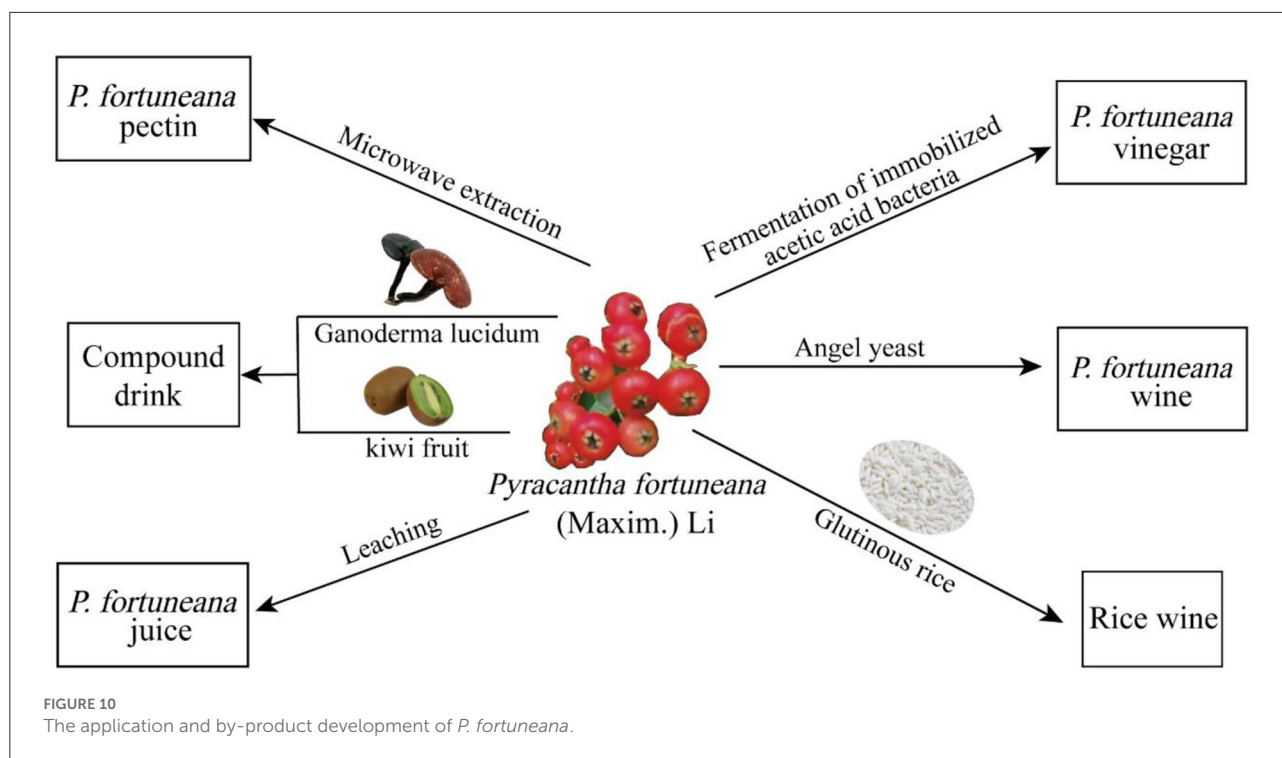 P. fortuneana
pectin
Microwave extraction
Ganoderma lucidum
kiwi fruit
Compound
drink
Leaching
P. fortuneana
juice
Pyracantha fortuneana
(Maxim.) Li
Fermentation of immobilized
acetic acid bacteria
P. fortuneana
vinegar
Angel yeast
P. fortuneana
wine
Glutinous rice
Rice wine
FIGURE 10
The application and by-product development of P. fortuneana.